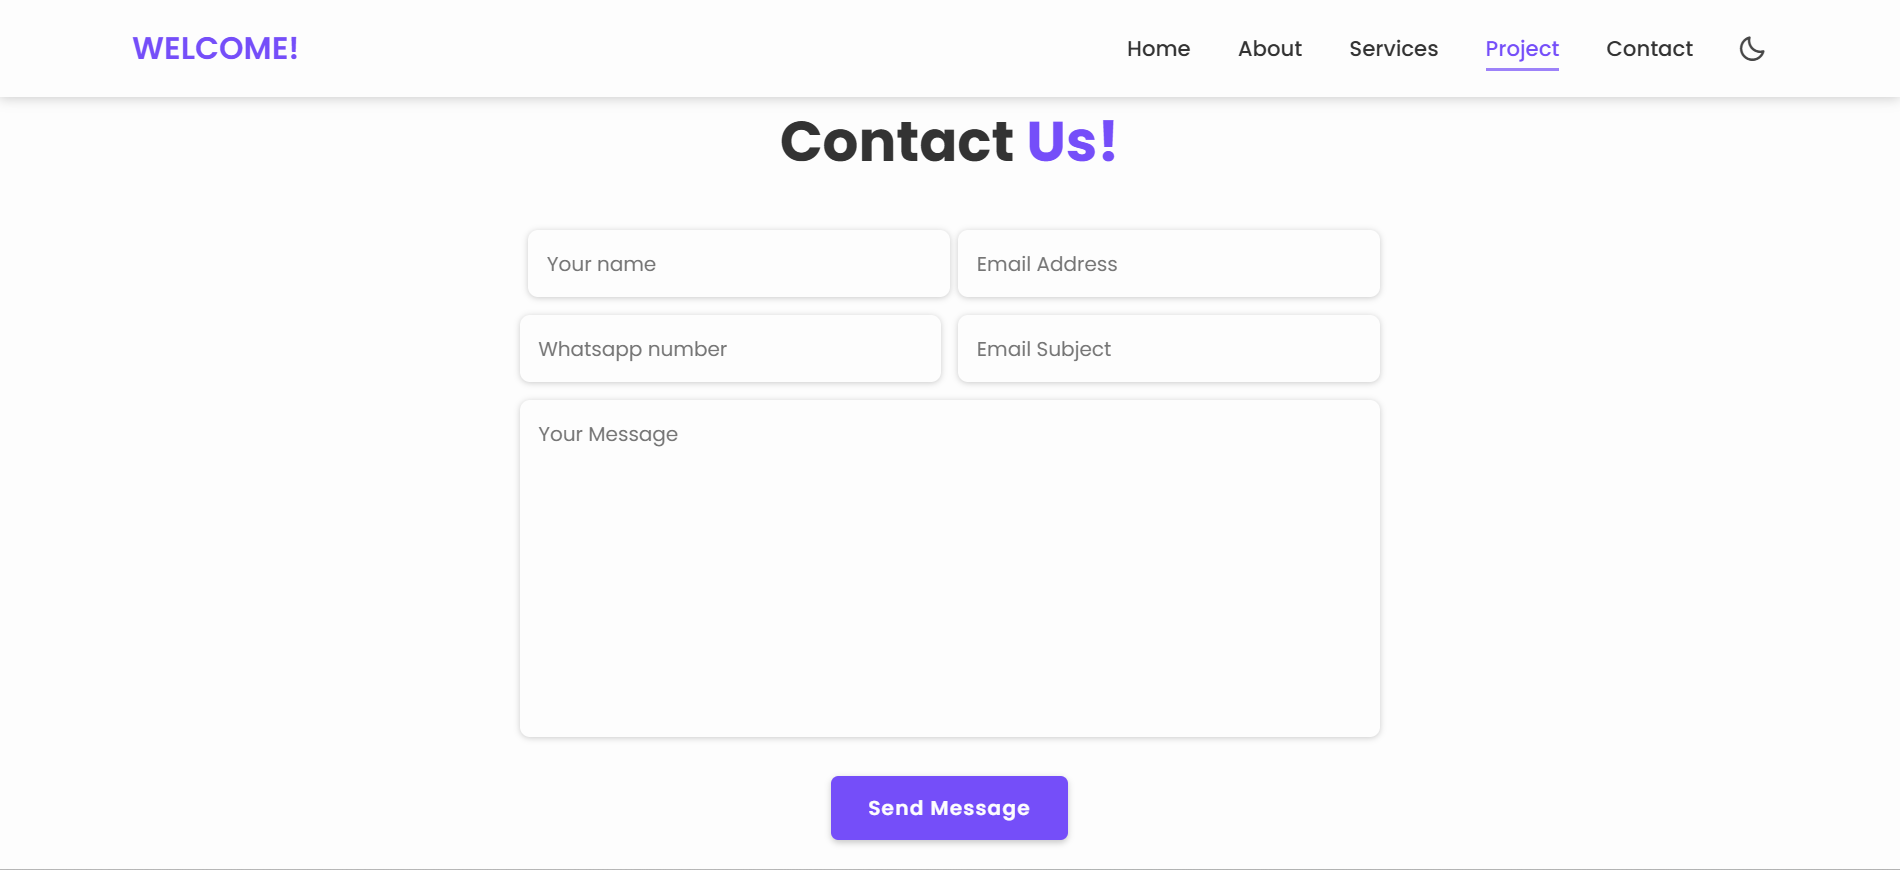 WELCOME!
Home About Services Project Contact
Contact Us!
Your name Email Address
Whatsapp number Email Subject
Your Message
Send Message